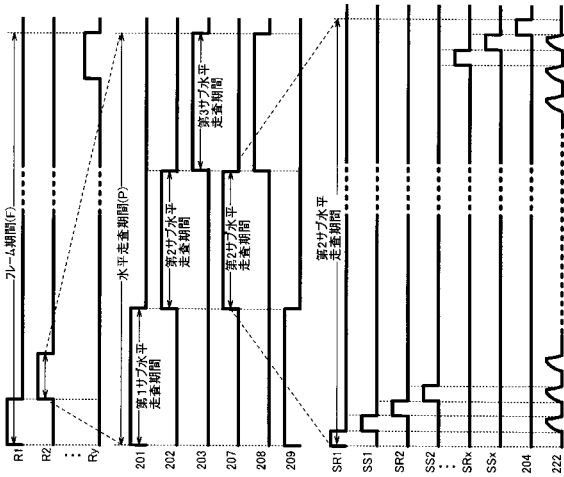 フレーム期間(F)
R1
R2
Ry
水平走査期間(P)
第1サブ水平
走査期間
第2サブ水平
走査期間
第3サブ水平
走査期間
第2サブ水平
走査期間
201
202
203
207
208
209
第2サブ水平
走査期間
SR1
SS1
SR2
SS2
SRx
SSx
204
222